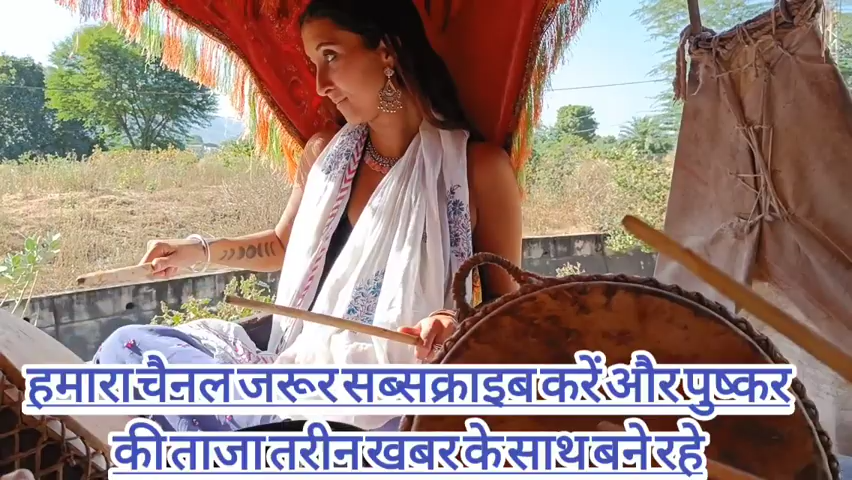 हमारा चैनल जरूर सब्सक्राइब करें और पुष्कर
की ताजा तरीन खबर के साथ बने रहे